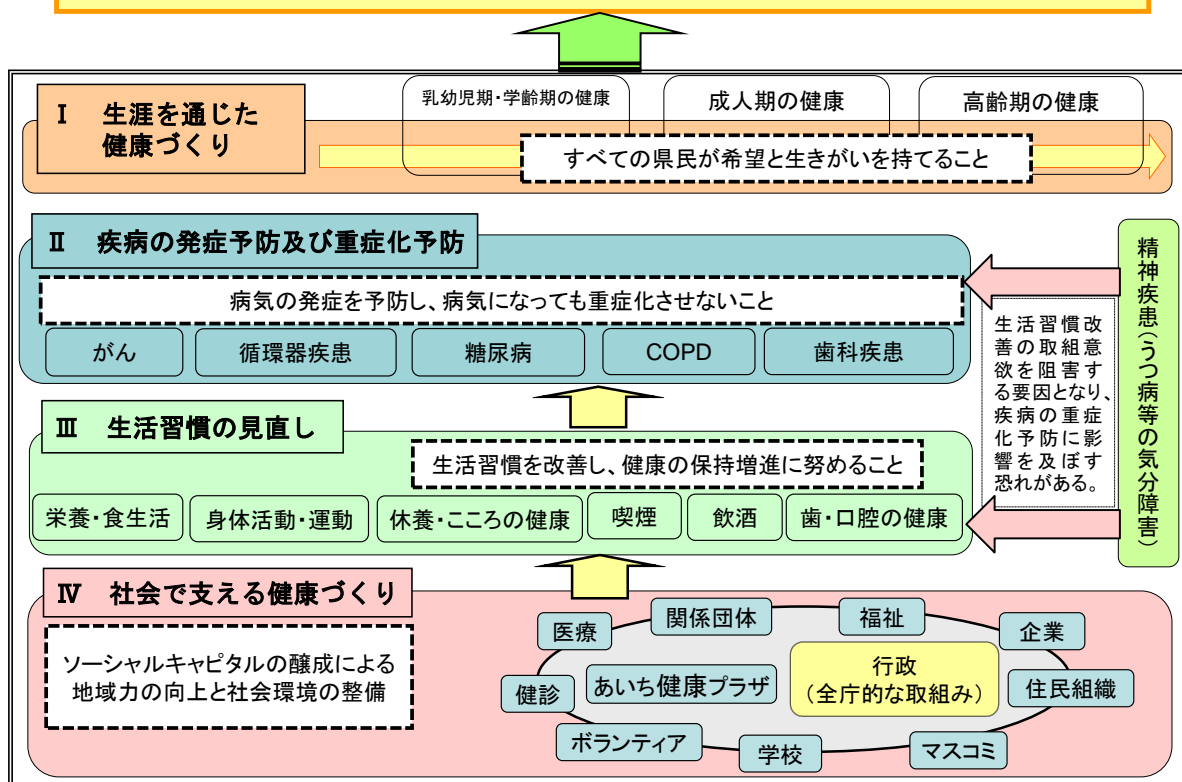 Ⅰ 生涯を通じた
健康づくり
乳幼児期・学齢期の健康
成人期の健康
高齢期の健康
すべての県民が希望と生きがいを持てること
Ⅱ 疾病の発症予防及び重症化予防
病気の発症を予防し、病気になっても重症化させないこと
がん
循環器疾患
糖尿病
COPD
歯科疾患
精神疾患(うつ病等の気分障害)
生活習慣改
善の取組意
欲を阻害す
る要因となり、
疾病の重症
化予防に影
響を及ぼす
恐れがある。
Ⅲ 生活習慣の見直し
生活習慣を改善し、健康の保持増進に努めること
栄養・食生活
身体活動・運動
休養・こころの健康
喫煙
飲酒
歯・口腔の健康
Ⅳ 社会で支える健康づくり
ソーシャルキャピタルの醸成による
地域力の向上と社会環境の整備
医療
関係団体
福祉
企業
健診
あいち健康プラザ
行政
(全庁的な取組み)
住民組織
ボランティア
学校
マスコミ